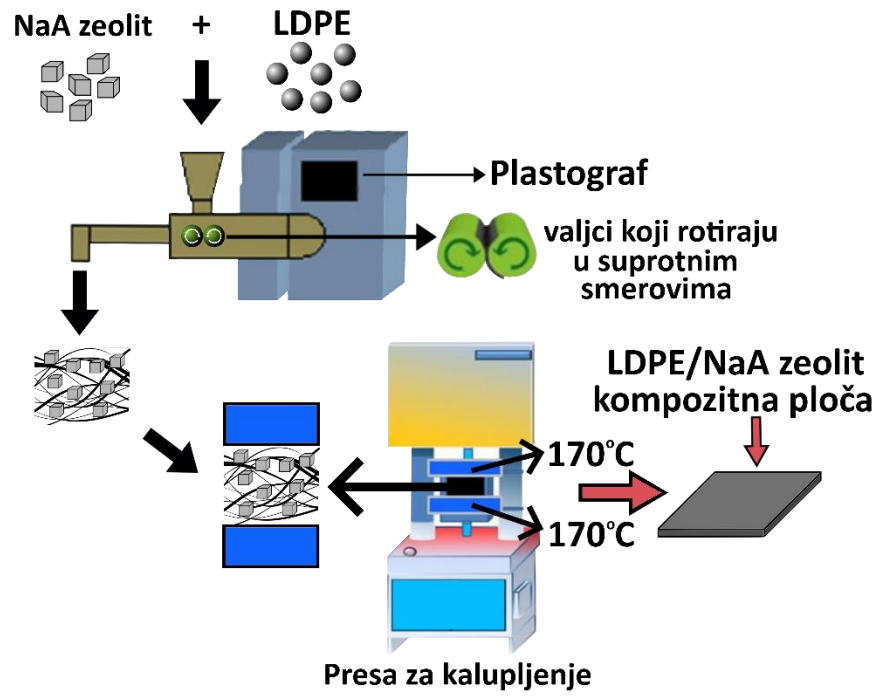 NaA zeolit + LDPE
Plastograf
valjci koji rotiraju
u suprotnim
smerovima
LDPE/NaA zeolit
kompozitna ploča
170°C
170°C
Presa za kalupljenje